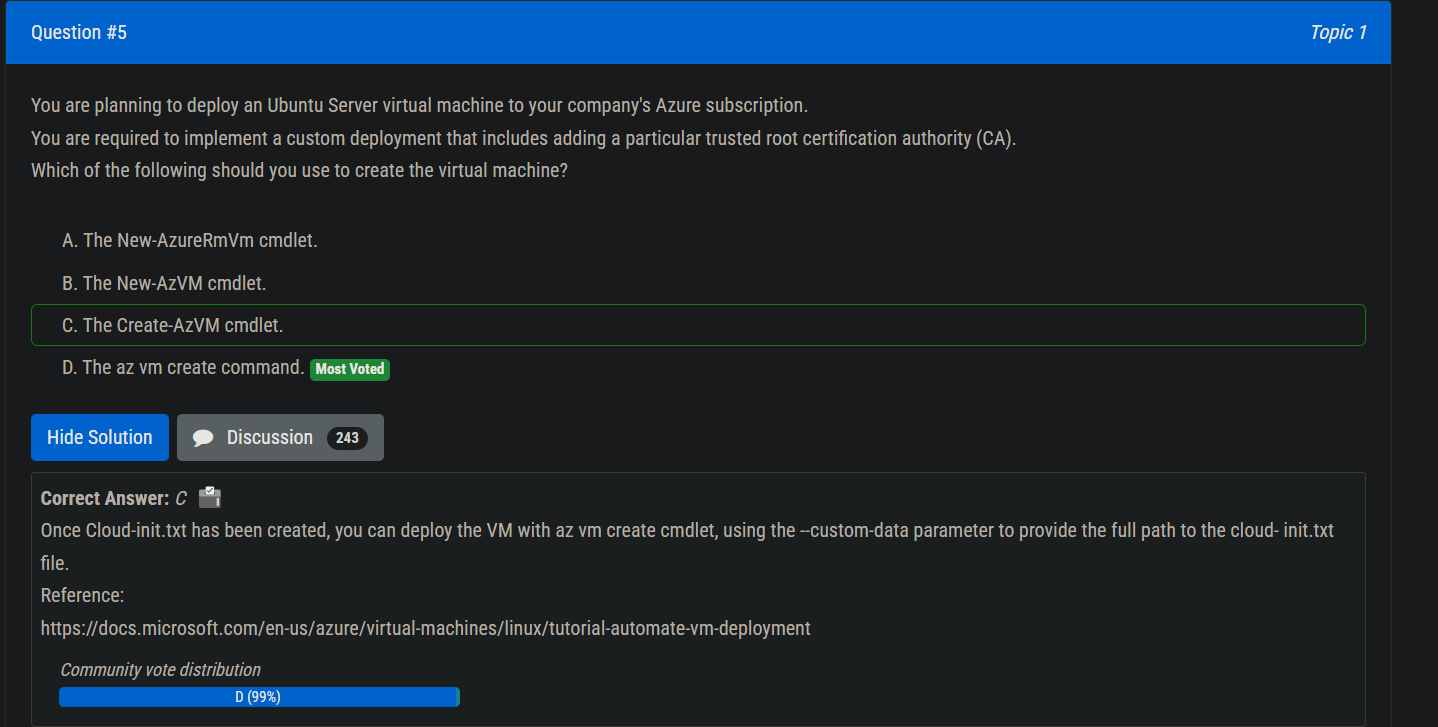 Question #5
Topic 1
You are planning to deploy an Ubuntu Server virtual machine to your company's Azure subscription.
You are required to implement a custom deployment that includes adding a particular trusted root certification authority (CA).
Which of the following should you use to create the virtual machine?
A. The New-AzureRmVm cmdlet.
B. The New-AzVM cmdlet.
C. The Create-AzVM cmdlet.
D. The az vm create command. Most Voted
Hide Solution
Discussion 243
Correct Answer: C
Once Cloud-init.txt has been created, you can deploy the VM with az vm create cmdlet, using the --custom-data parameter to provide the full path to the cloud- init.txt
file.
Reference:
https://docs.microsoft.com/en-us/azure/virtual-machines/linux/tutorial-automate-vm-deployment
Community vote distribution
D (99%)